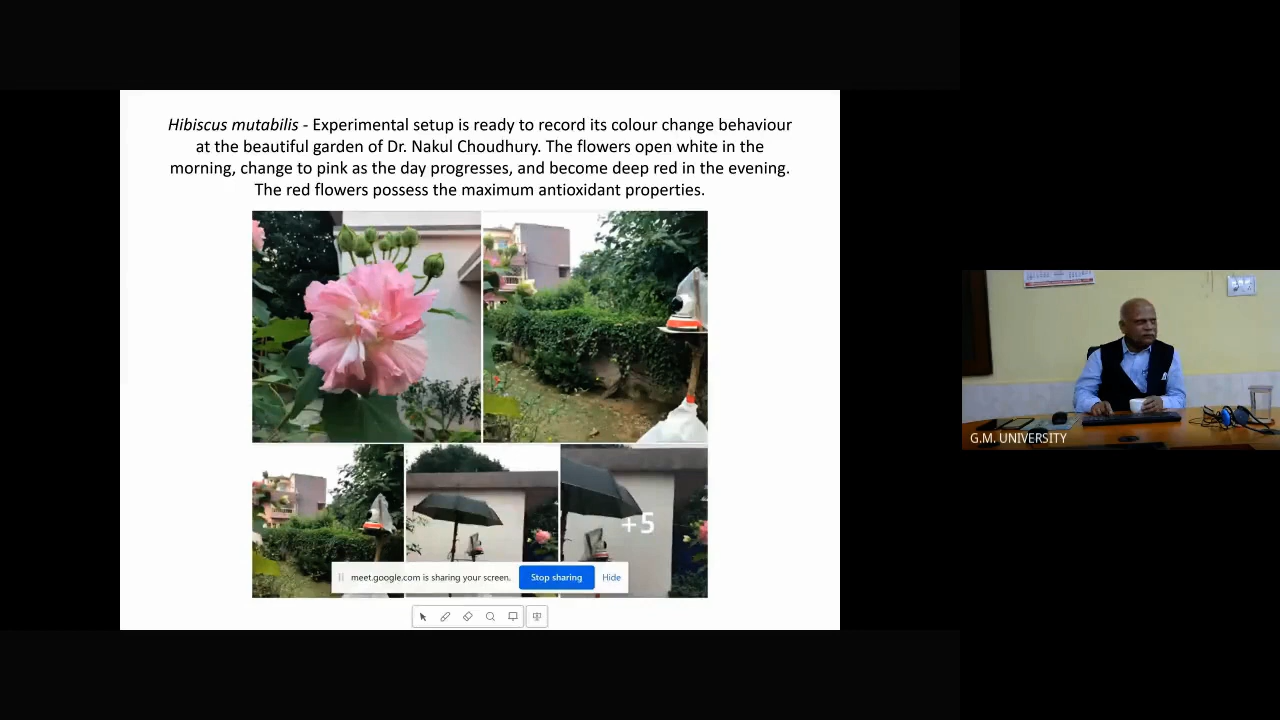 Hibiscus mutabilis - Experimental setup is ready to record its colour change behaviour
at the beautiful garden of Dr. Nakul Choudhury. The flowers open white in the
morning, change to pink as the day progresses, and become deep red in the evening.
The red flowers possess the maximum antioxidant properties.
+5
meet.google.com is sharing your screen.
Stop sharing
Hide
G.M. UNIVERSITY